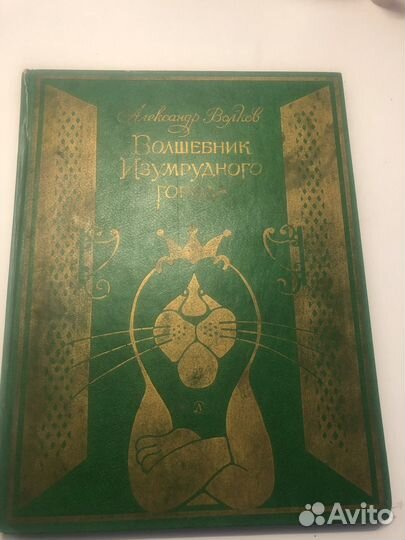 Александр Волков
Волшебник
Изумрудного
города
Avito